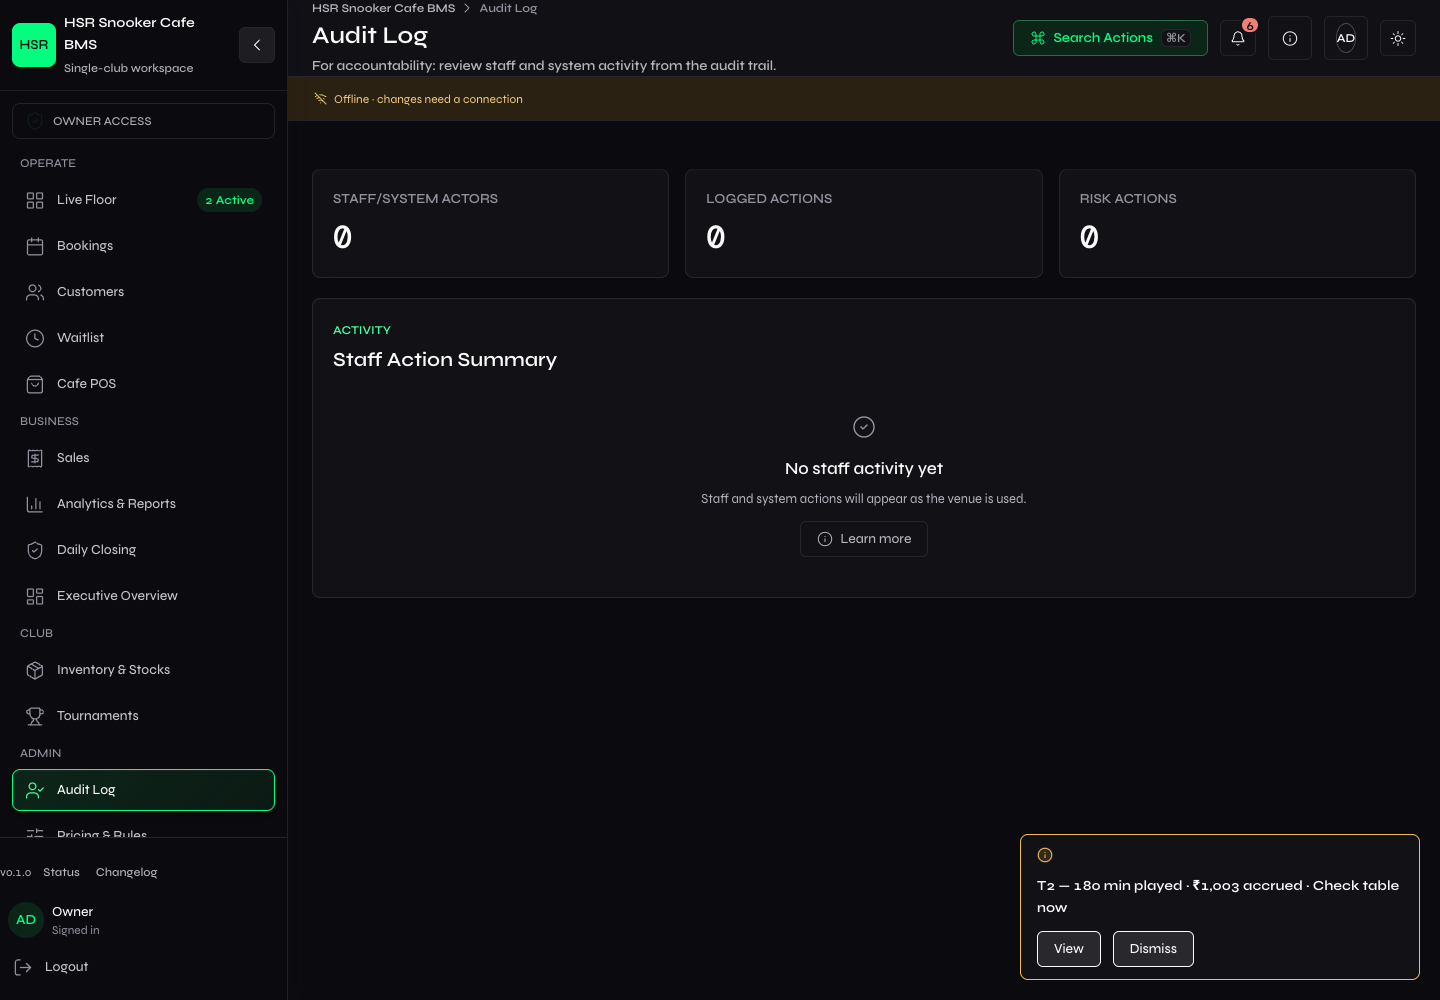 HSR
HSR Snooker Cafe
BMS
Single-club workspace
OWNER ACCESS
OPERATE
Live Floor
2 Active
Bookings
Customers
Waitlist
Cafe POS
BUSINESS
Sales
Analytics & Reports
Daily Closing
Executive Overview
CLUB
Inventory & Stocks
Tournaments
ADMIN
Audit Log
Pricing & Rules
v0.1.0 Status Changelog
AD
Owner
Signed in
Logout
HSR Snooker Cafe BMS > Audit Log
Audit Log
For accountability: review staff and system activity from the audit trail.
Search Actions ⌘K
6
AD
Offline · changes need a connection
STAFF/SYSTEM ACTORS
0
LOGGED ACTIONS
0
RISK ACTIONS
0
ACTIVITY
Staff Action Summary
No staff activity yet
Staff and system actions will appear as the venue is used.
Learn more
T2 — 180 min played · ₹1,003 accrued · Check table
now
View
Dismiss